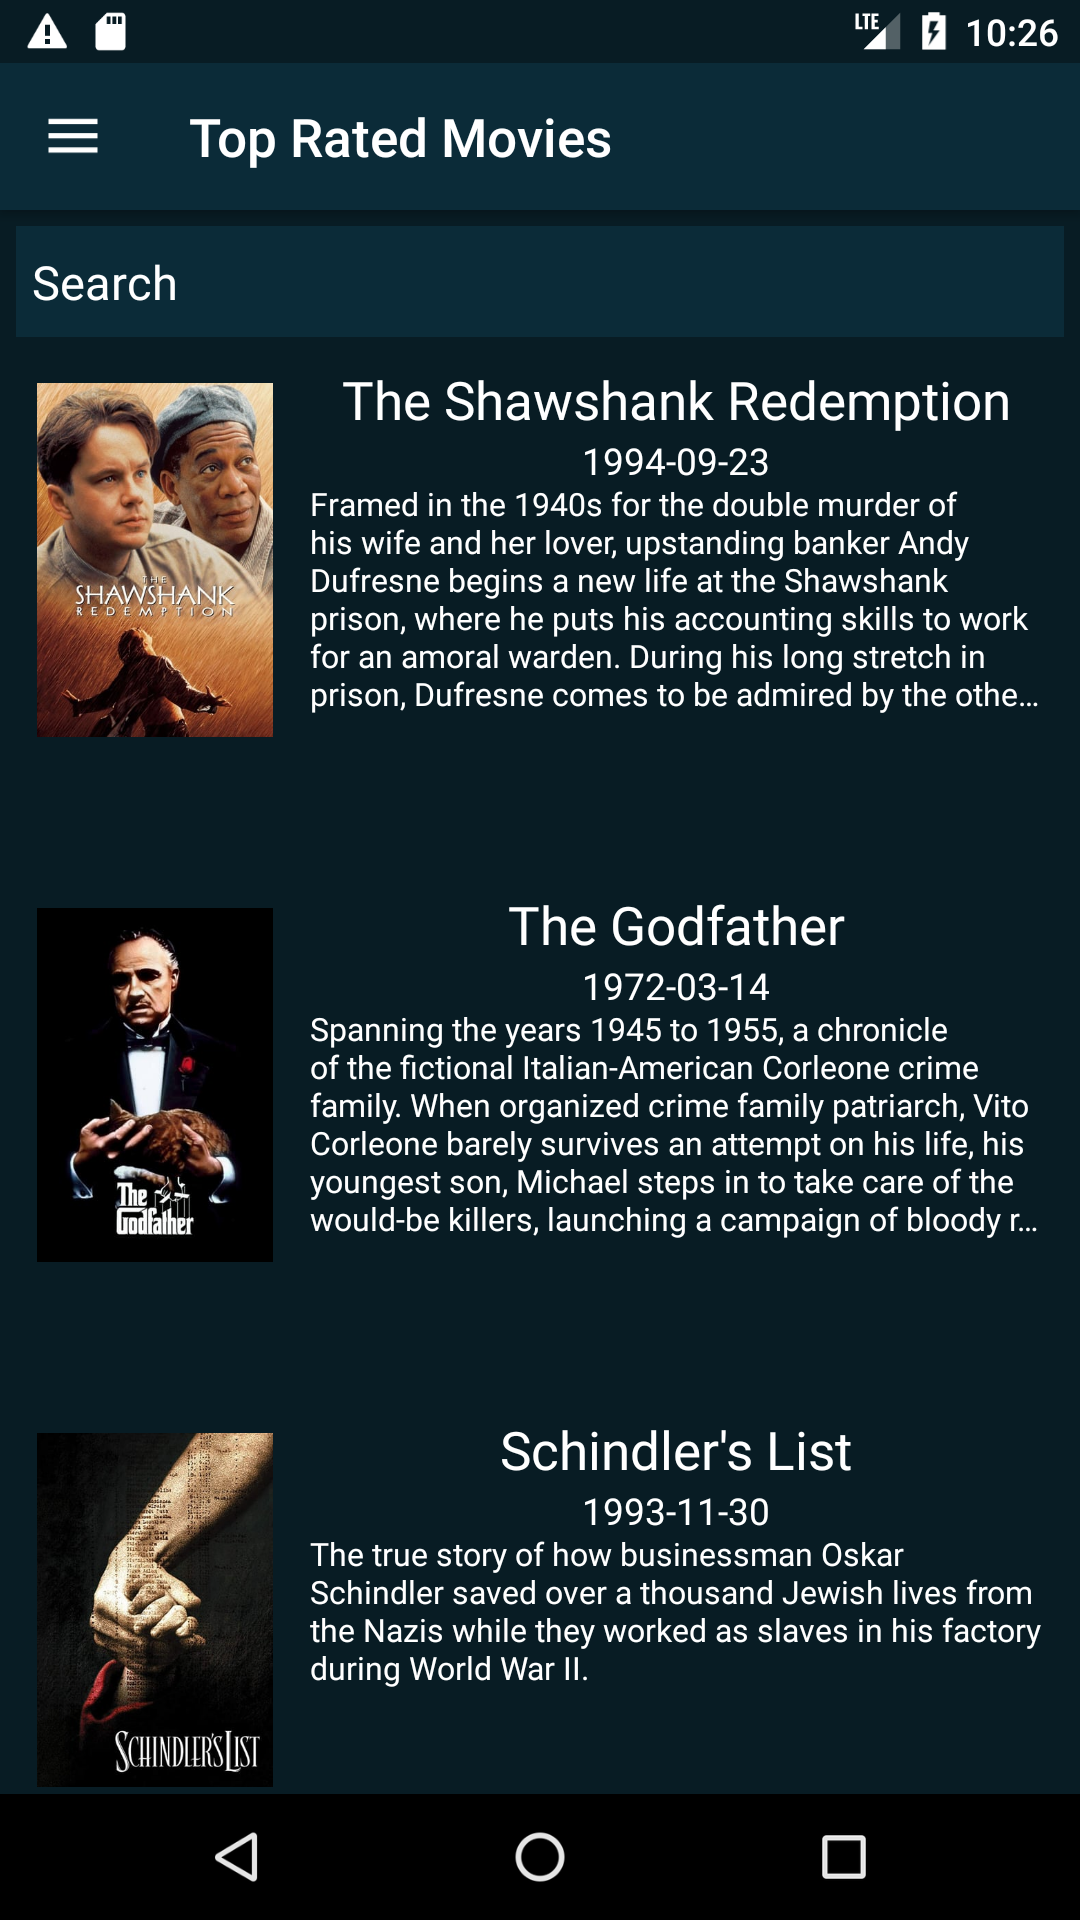 LTE 10:26
Top Rated Movies
Search
The Shawshank Redemption
1994-09-23
Framed in the 1940s for the double murder of
his wife and her lover, upstanding banker Andy
Dufresne begins a new life at the Shawshank
prison, where he puts his accounting skills to work
for an amoral warden. During his long stretch in
prison, Dufresne comes to be admired by the othe...
THE
SHAWSHANK
REDEMPTION
The Godfather
1972-03-14
Spanning the years 1945 to 1955, a chronicle
of the fictional Italian-American Corleone crime
family. When organized crime family patriarch, Vito
Corleone barely survives an attempt on his life, his
youngest son, Michael steps in to take care of the
would-be killers, launching a campaign of bloody r...
The
Godfather
Schindler's List
1993-11-30
The true story of how businessman Oskar
Schindler saved over a thousand Jewish lives from
the Nazis while they worked as slaves in his factory
during World War II.
SCHINDLER'S LIST